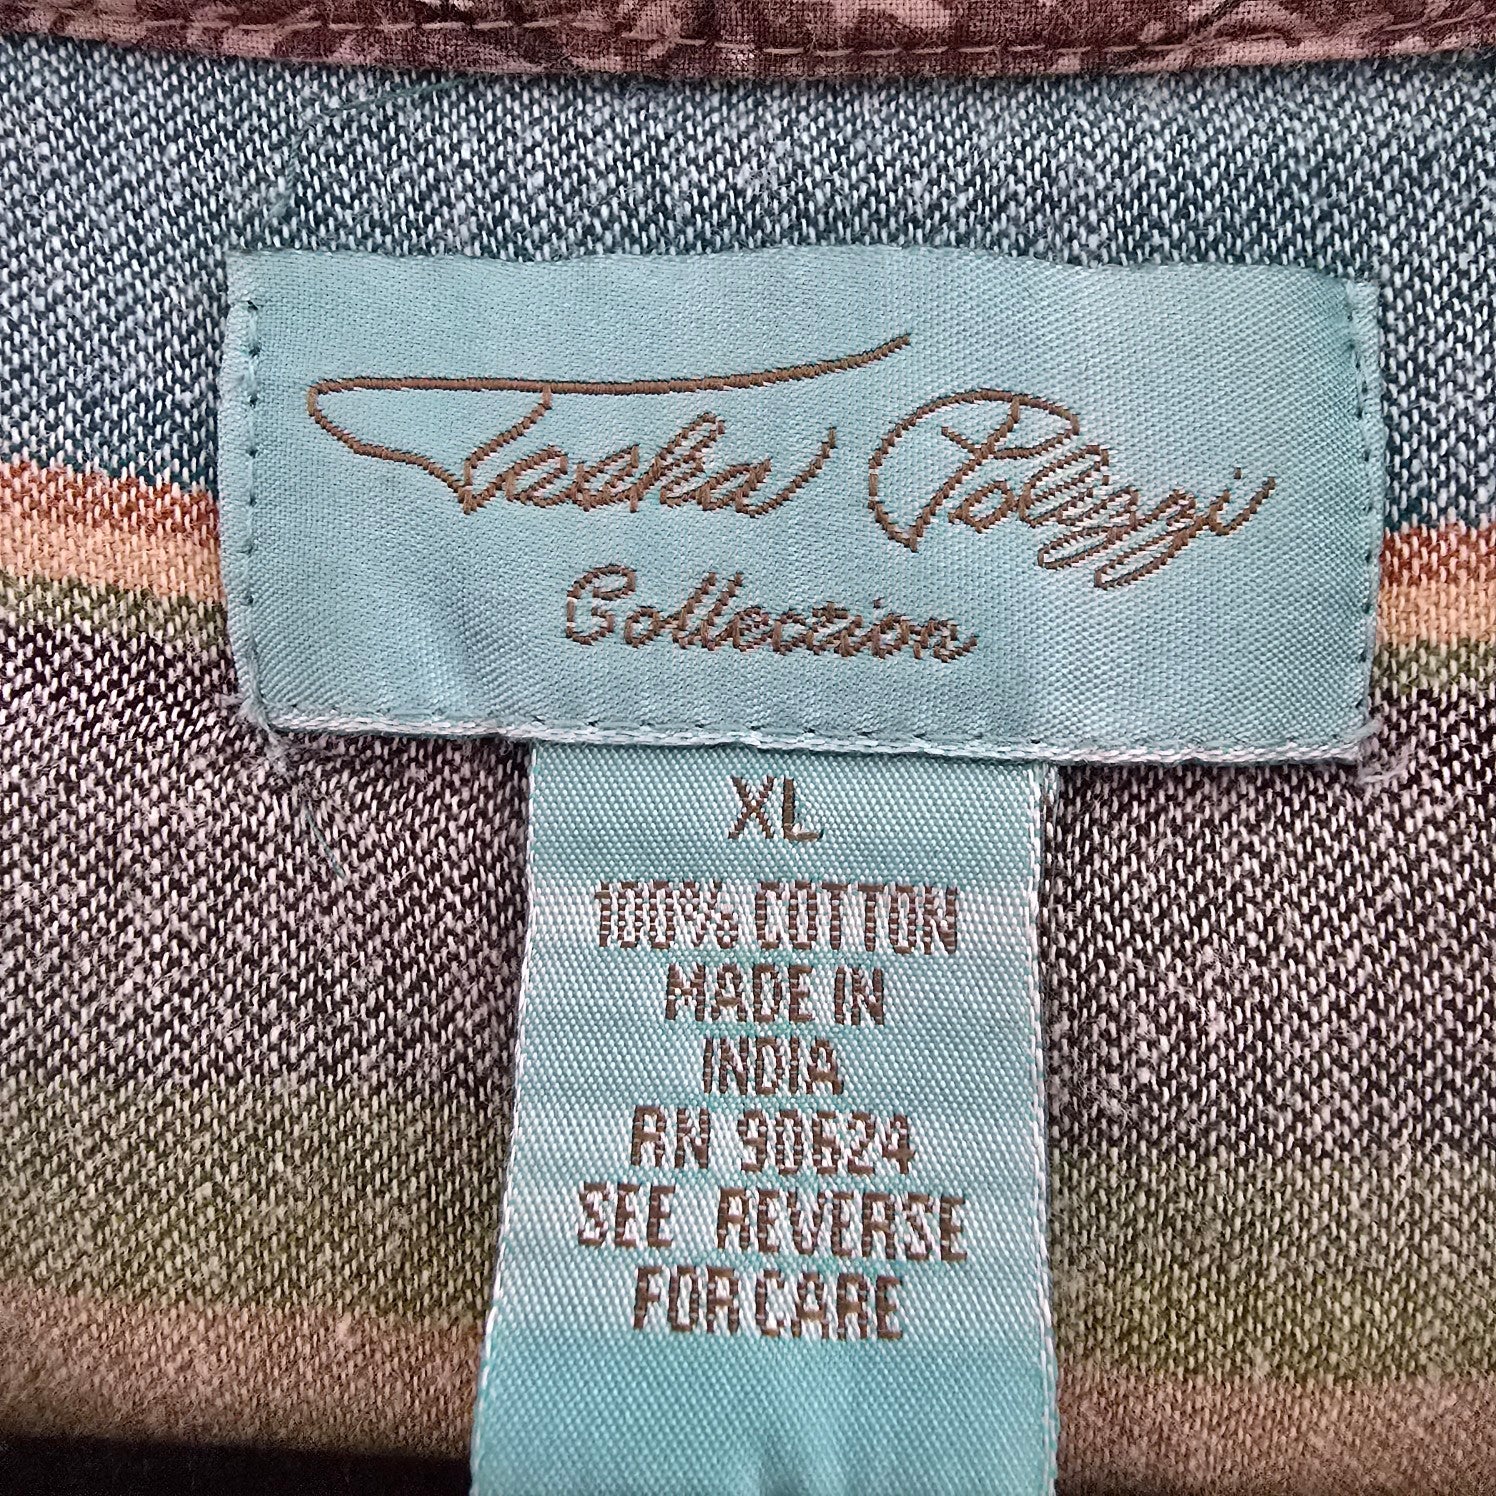 Tasha Polizzi
Collection
XL
100% COTTON
MADE IN
INDIA
RN 90624
SEE REVERSE
FOR CARE